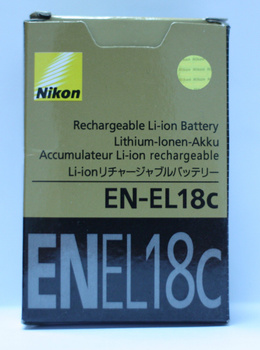 Nikon
Rechargeable Li-ion Battery
Lithium-Ionen-Akku
Accumulateur Li-ion rechargeable
Li-ionリチャージャブルバッテリー
EN-EL18c
ENEL18c